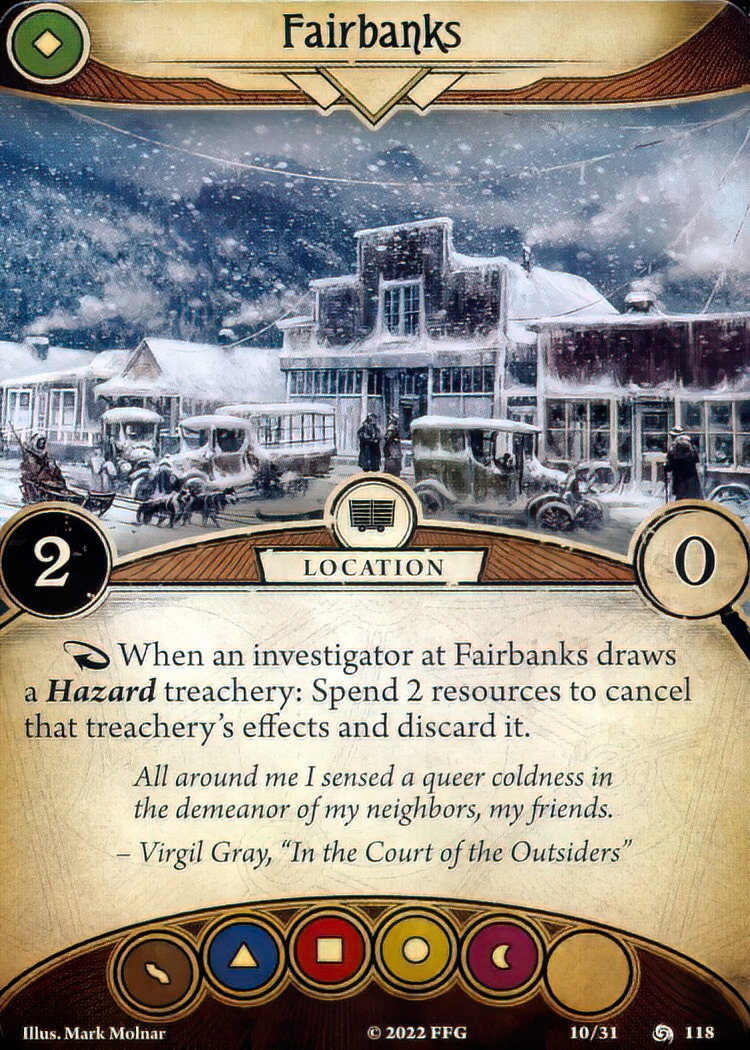 Fairbanks
2
LOCATION
0
When an investigator at Fairbanks draws
a Hazard treachery: Spend 2 resources to cancel
that treachery's effects and discard it.
All around me I sensed a queer coldness in
the demeanor of my neighbors, my friends.
– Virgil Gray, “In the Court of the Outsiders”
Illus. Mark Molnar
© 2022 FFG
10/31
118